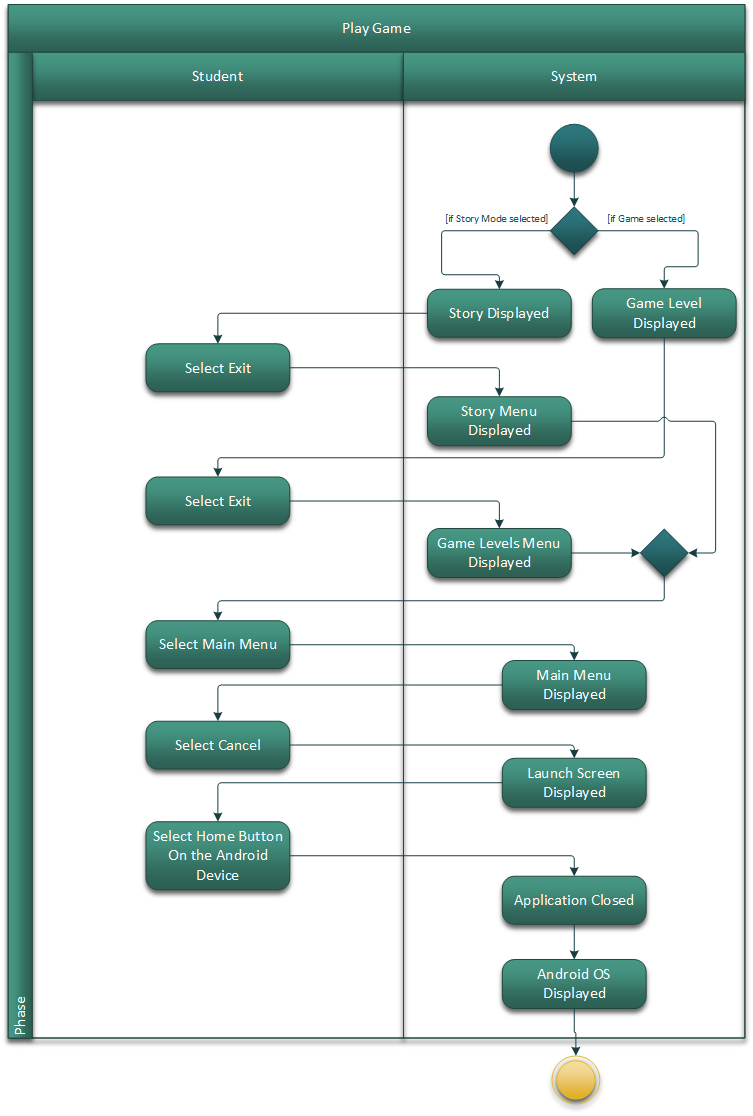 Play Game
Student
System
[if Story Mode selected]
[if Game selected]
Story Displayed
Game Level
Displayed
Select Exit
Story Menu
Displayed
Select Exit
Game Levels Menu
Displayed
Select Main Menu
Main Menu
Displayed
Select Cancel
Launch Screen
Displayed
Select Home Button
On the Android
Device
Application Closed
Android OS
Displayed
Phase